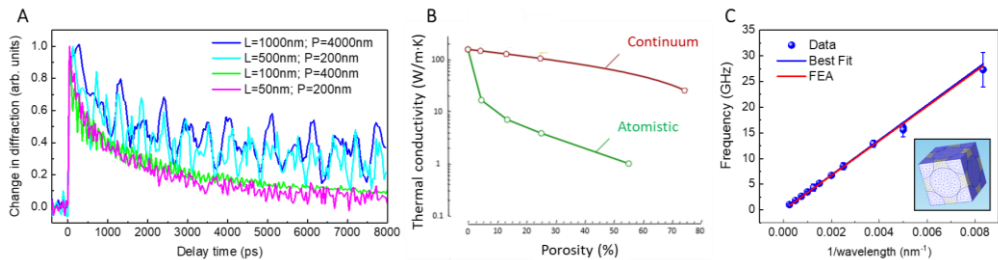 A
Change in diffraction (arb. units)
1.0
0.8
0.6
0.4
0.2
0.0
L=1000nm; P=4000nm
L=500nm; P=200nm
L=100nm; P=400nm
L=50nm; P=200nm
0 1000 2000 3000 4000 5000 6000 7000 8000
Delay time (ps)
B
Thermal conductivity (W/m·K)
100
10
1
0.1
Continuum
Atomistic
0 20 40 60 80
Porosity (%)
C
Frequency (GHz)
35
30
25
20
15
10
5
0
Data
Best Fit
FEA
0.000 0.002 0.004 0.006 0.008
1/wavelength (nm⁻¹)